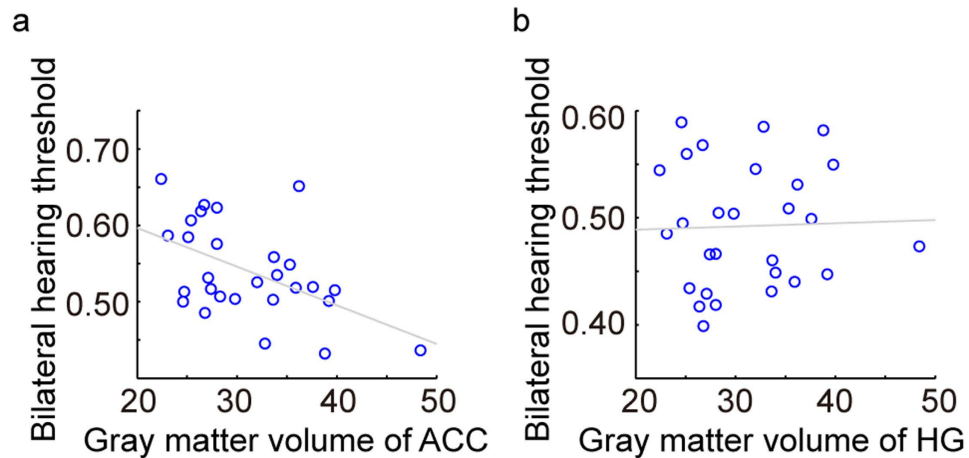 a
Bilateral hearing threshold
0.70
0.60
0.50
20 30 40 50
Gray matter volume of ACC
b
Bilateral hearing threshold
0.60
0.50
0.40
20 30 40 50
Gray matter volume of HG